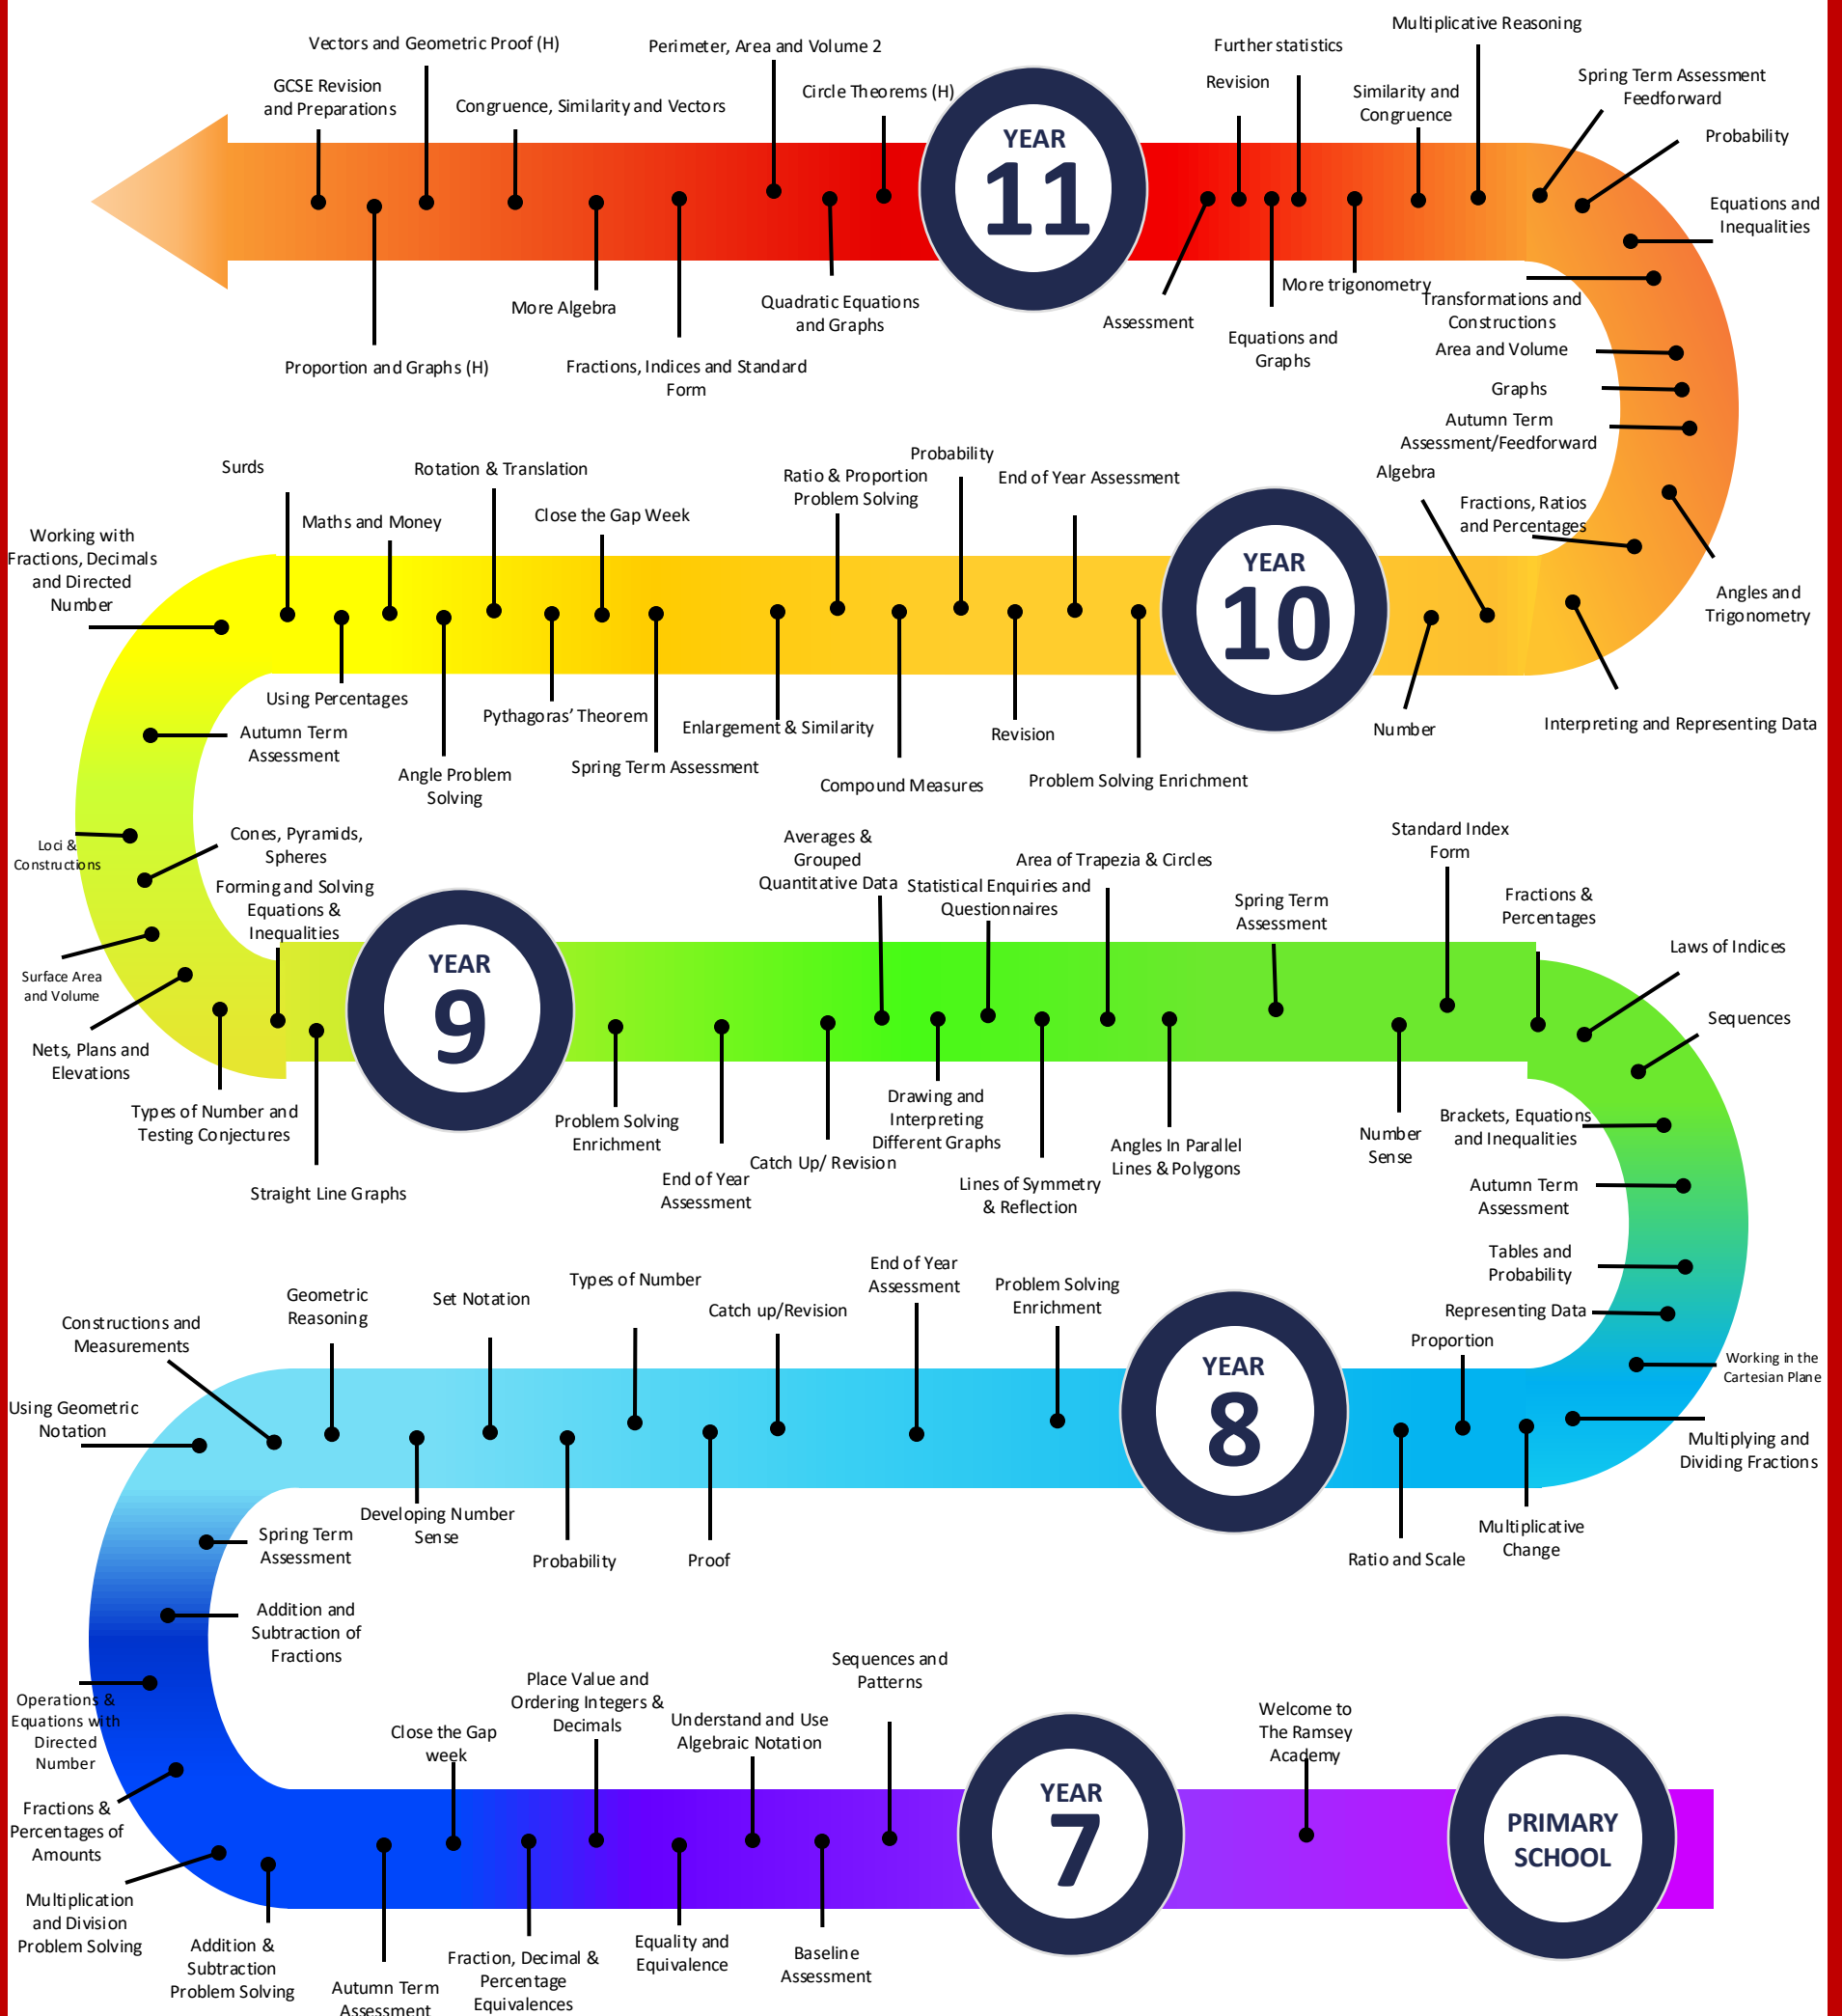 Multiplicative Reasoning
Vectors and Geometric Proof (H)
Perimeter, Area and Volume 2
Further statistics
GCSE Revision
and Preparations
Congruence, Similarity and Vectors
Circle Theorems (H)
Revision
Similarity and
Congruence
Spring Term Assessment
Feedforward
Probability
YEAR
11
Equations and
Inequalities
More Algebra
Quadratic Equations
and Graphs
More trigonometry
Transformations and
Constructions
Assessment
Equations and
Graphs
Proportion and Graphs (H)
Fractions, Indices and Standard
Form
Area and Volume
Graphs
Autumn Term
Assessment/Feedforward
Surds
Rotation & Translation
Probability
Ratio & Proportion
Problem Solving
End of Year Assessment
Algebra
Fractions, Ratios
and Percentages
Working with
Fractions, Decimals
and Directed
Number
Maths and Money
Close the Gap Week
YEAR
10
Angles and
Trigonometry
Using Percentages
Pythagoras’ Theorem
Enlargement & Similarity
Revision
Number
Interpreting and Representing Data
Autumn Term
Assessment
Angle Problem
Solving
Spring Term Assessment
Compound Measures
Problem Solving Enrichment
Loci &
Constructions
Cones, Pyramids,
Spheres
Averages &
Grouped
Quantitative Data
Area of Trapezia & Circles
Standard Index
Form
Forming and Solving
Equations &
Inequalities
Statistical Enquiries and
Questionnaires
Spring Term
Assessment
Fractions &
Percentages
Laws of Indices
Surface Area
and Volume
YEAR
9
Sequences
Nets, Plans and
Elevations
Types of Number and
Testing Conjectures
Straight Line Graphs
Problem Solving
Enrichment
End of Year
Assessment
Catch Up/ Revision
Drawing and
Interpreting
Different Graphs
Lines of Symmetry
& Reflection
Angles In Parallel
Lines & Polygons
Number
Sense
Brackets, Equations
and Inequalities
Autumn Term
Assessment
Tables and
Probability
Representing Data
Proportion
Working in the
Cartesian Plane
Constructions and
Measurements
Geometric
Reasoning
Set Notation
Types of Number
Catch up/Revision
End of Year
Assessment
Problem Solving
Enrichment
YEAR
8
Using Geometric
Notation
Multiplying and
Dividing Fractions
Spring Term
Assessment
Developing Number
Sense
Probability
Proof
Ratio and Scale
Multiplicative
Change
Addition and
Subtraction of
Fractions
Operations &
Equations with
Directed
Number
Close the Gap
week
Place Value and
Ordering Integers &
Decimals
Understand and Use
Algebraic Notation
Sequences and
Patterns
Welcome to
The Ramsey
Academy
YEAR
7
PRIMARY
SCHOOL
Fractions &
Percentages of
Amounts
Multiplication
and Division
Problem Solving
Addition &
Subtraction
Problem Solving
Autumn Term
Assessment
Fraction, Decimal &
Percentage
Equivalences
Equality and
Equivalence
Baseline
Assessment